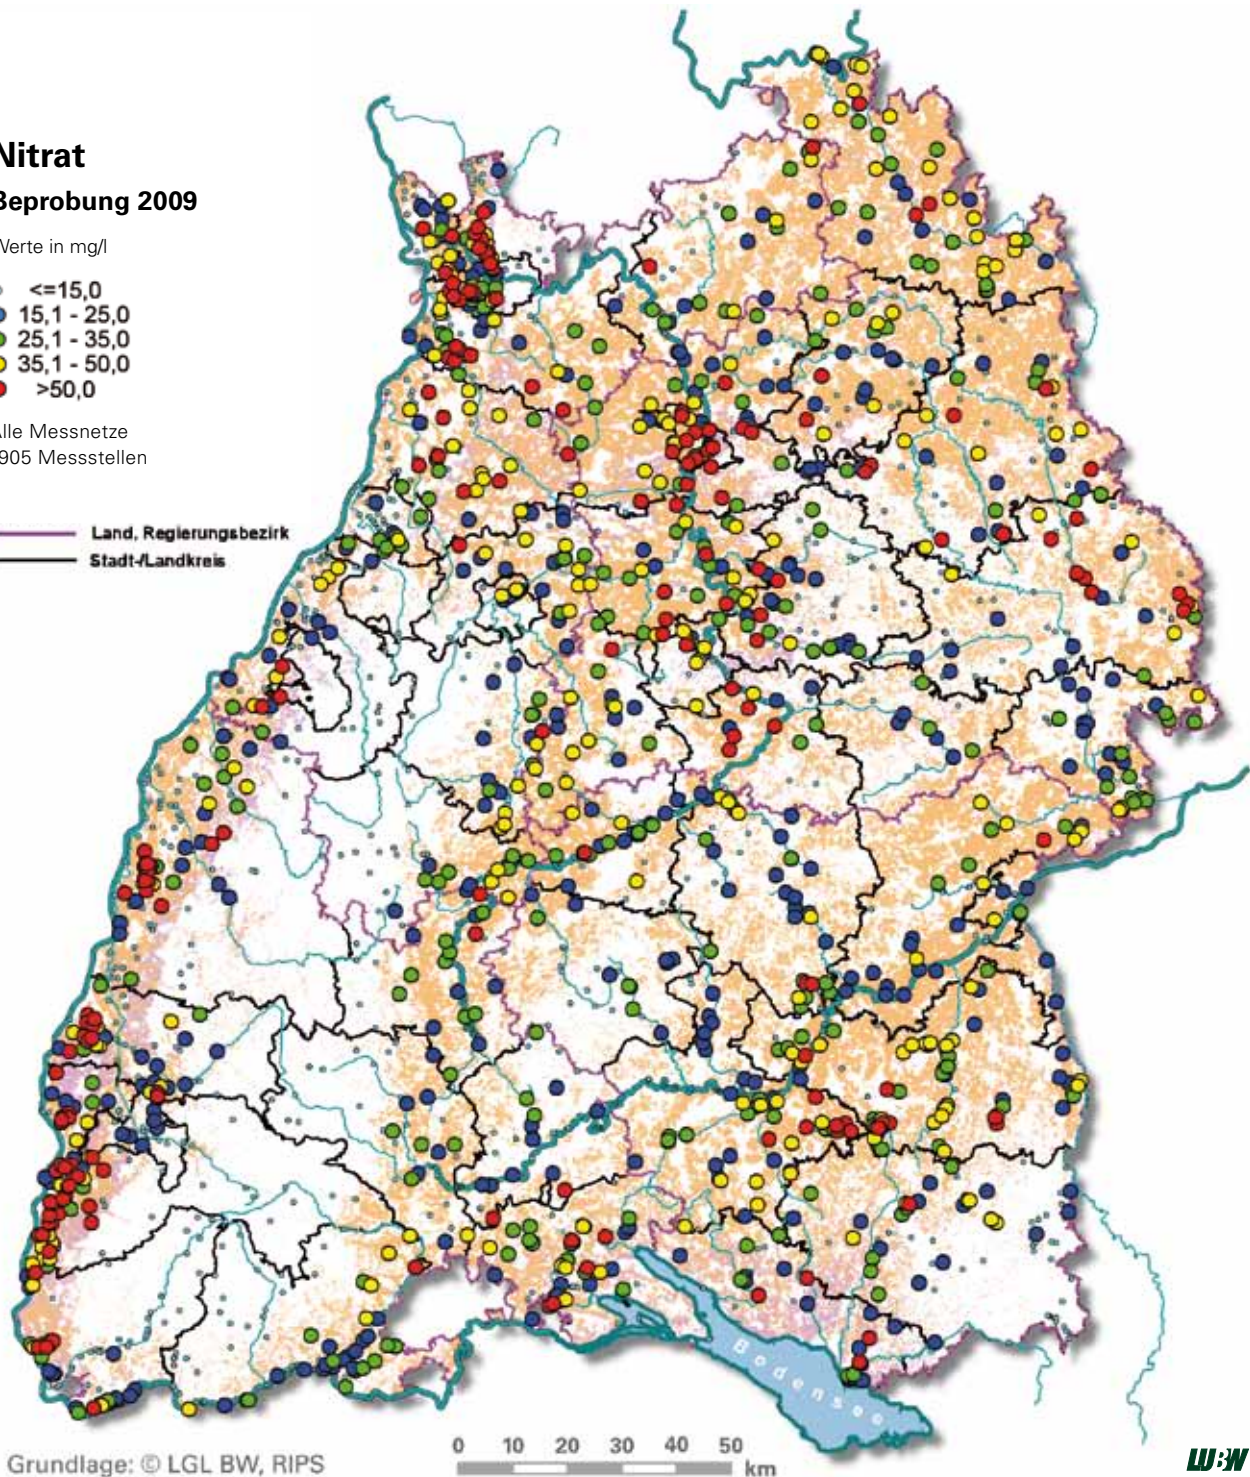 Nitrat
Beprobung 2009
Werte in mg/l
<=15,0
15,1 - 25,0
25,1 - 35,0
35,1 - 50,0
>50,0
Alle Messnetze
905 Messstellen
Land, Regierungsbezirk
Stadt-/Landkreis
Bodensee
0 10 20 30 40 50
km
Grundlage: © LGL BW, RIPS
LUBW